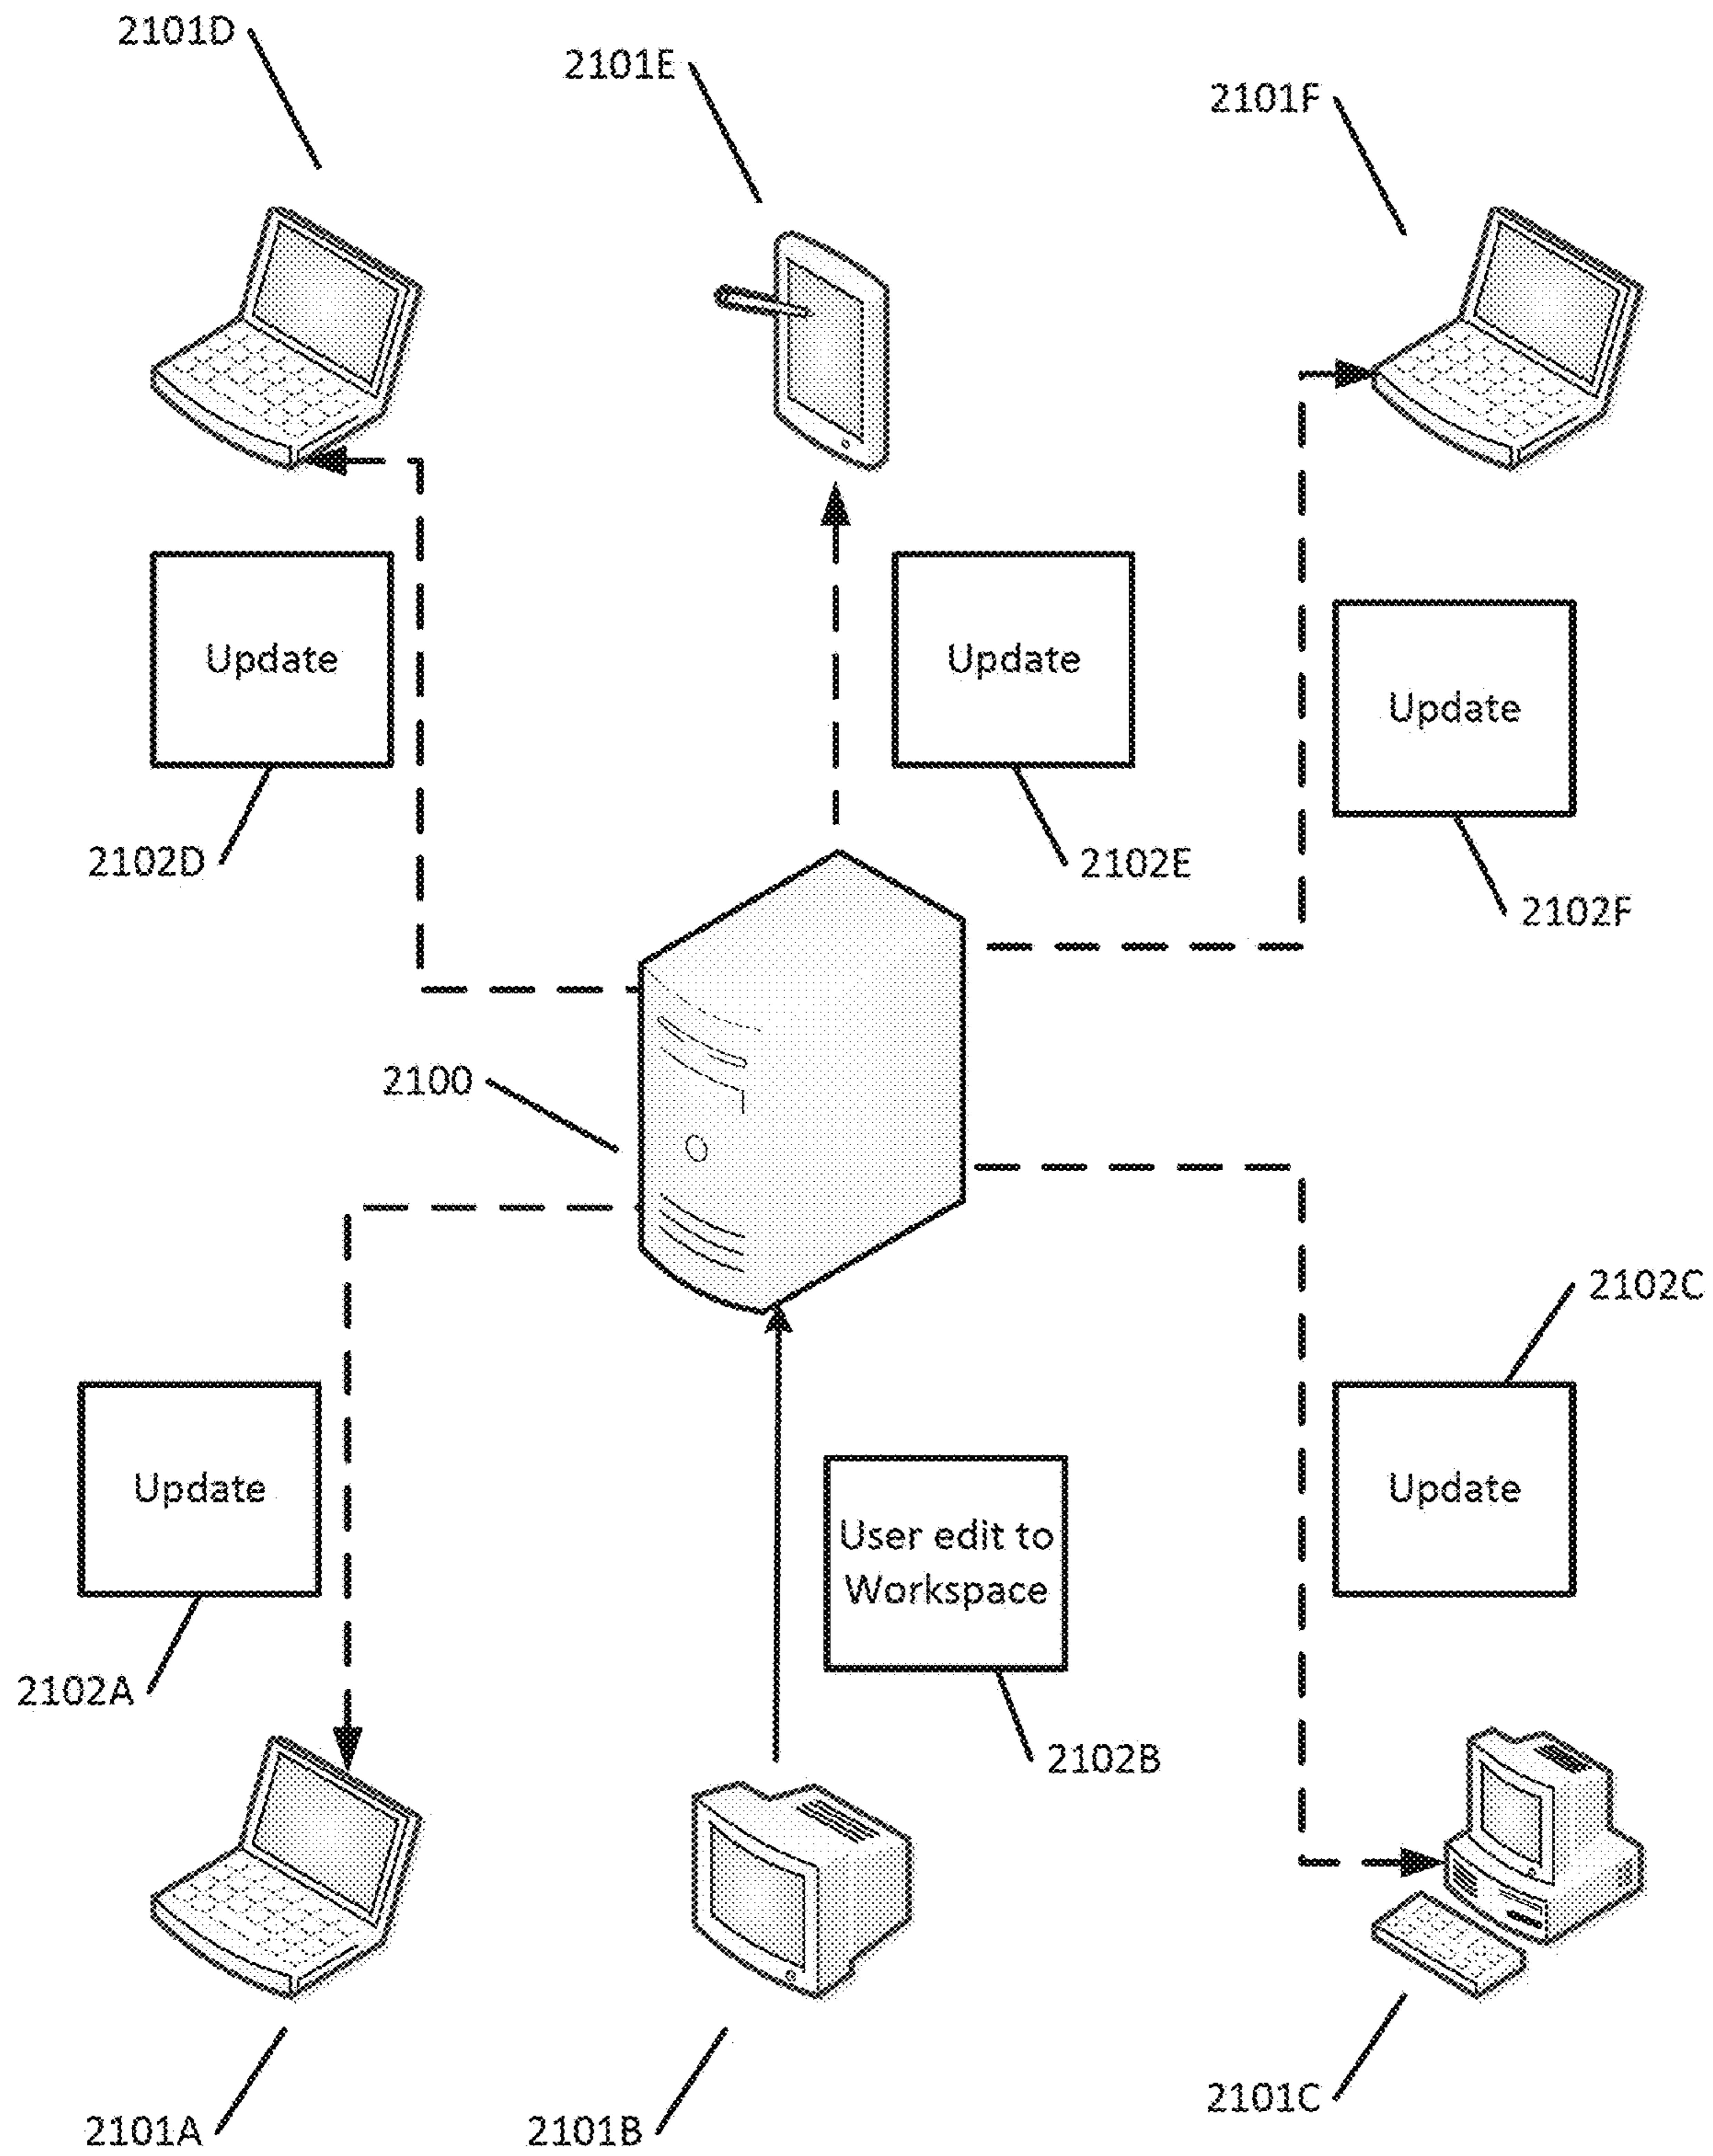 2101D
2101E
2101F
Update
Update
Update
2102D
2102E
2102F
2100
2102C
Update
Update
User edit to
Workspace
2102A
2102B
2101A
2101B
2101C